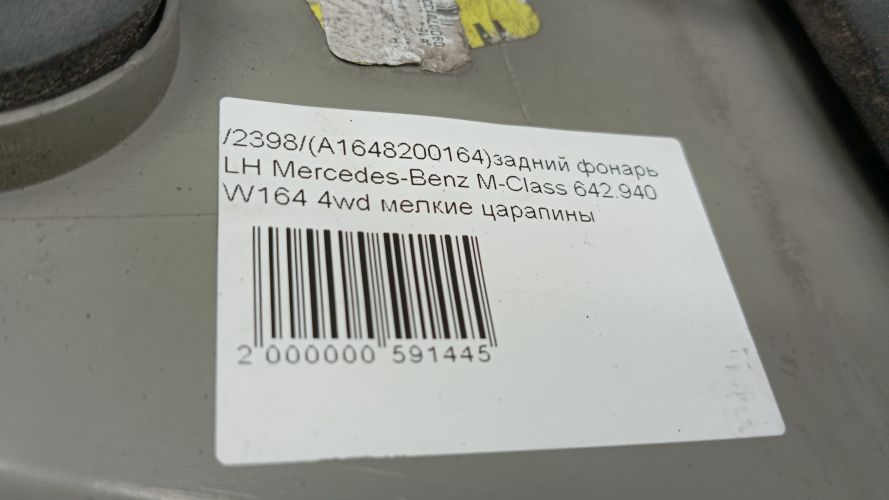 /2398/(A1648200164)задний фонарь
LH Mercedes-Benz M-Class 642.940
W164 4wd мелкие царапины
2 000000 591445